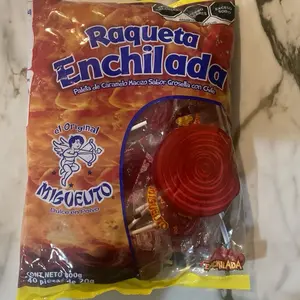 Raqueta
Enchilada
Paleta de Caramelo Macizo Sabor Grosella con Chile
el Original
MIGUELITO
CONT. NETO 800g
40 piezas de 20g
ENCHILADA